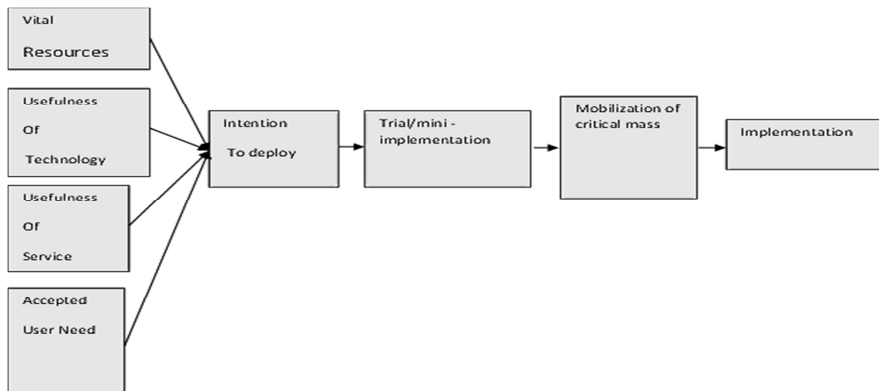 Vital
Resources
Usefulness
Of
Technology
Usefulness
Of
Service
Accepted
User Need
Intention
To deploy
Trial/mini -
implementation
Mobilization of
critical mass
Implementation